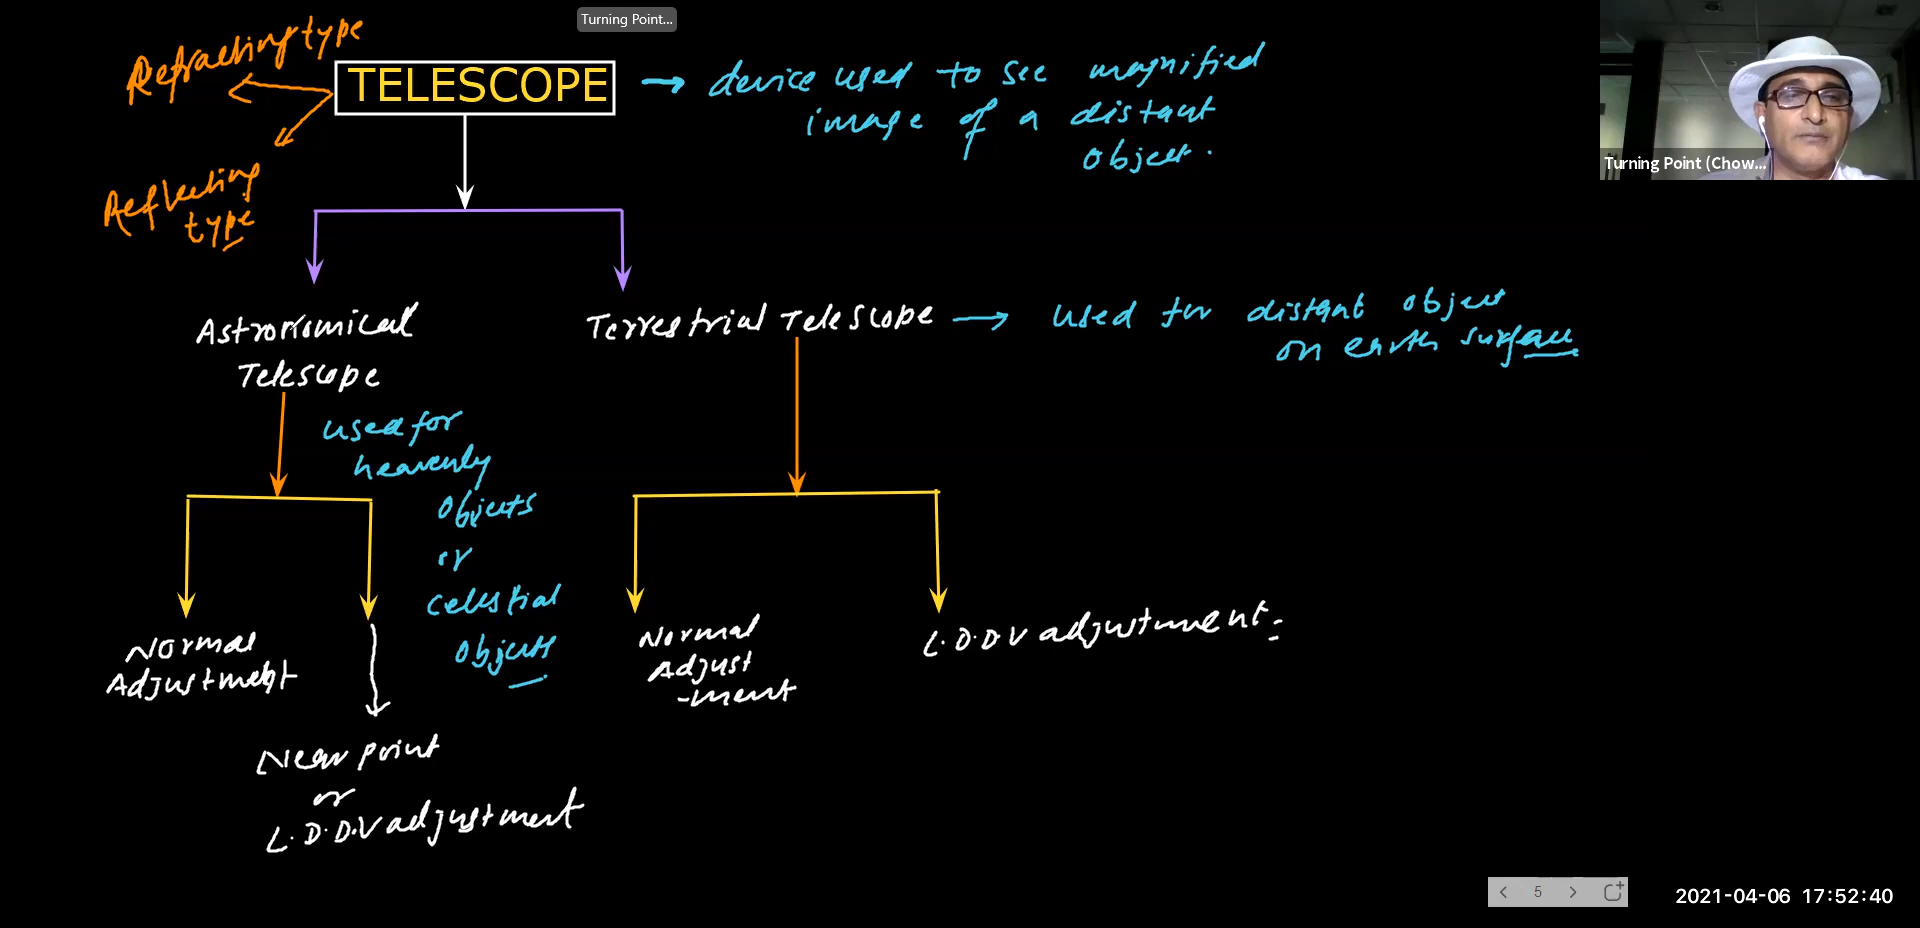 Turning Point...
Refracting type
TELESCOPE
device used to see magnified
image of a distant
object.
Turning Point (Chow...
Reflecting
type
Astronomical
Telescope
Terrestrial Telescope
used for distant object
on earth surface
used for
heavenly
objects
or
celestial
objects
Normal
Adjustment
Normal
Adjust
-ment
L.D.D.V adjustment
Near point
or
L.D.D.V adjustment
5
2021-04-06 17:52:40